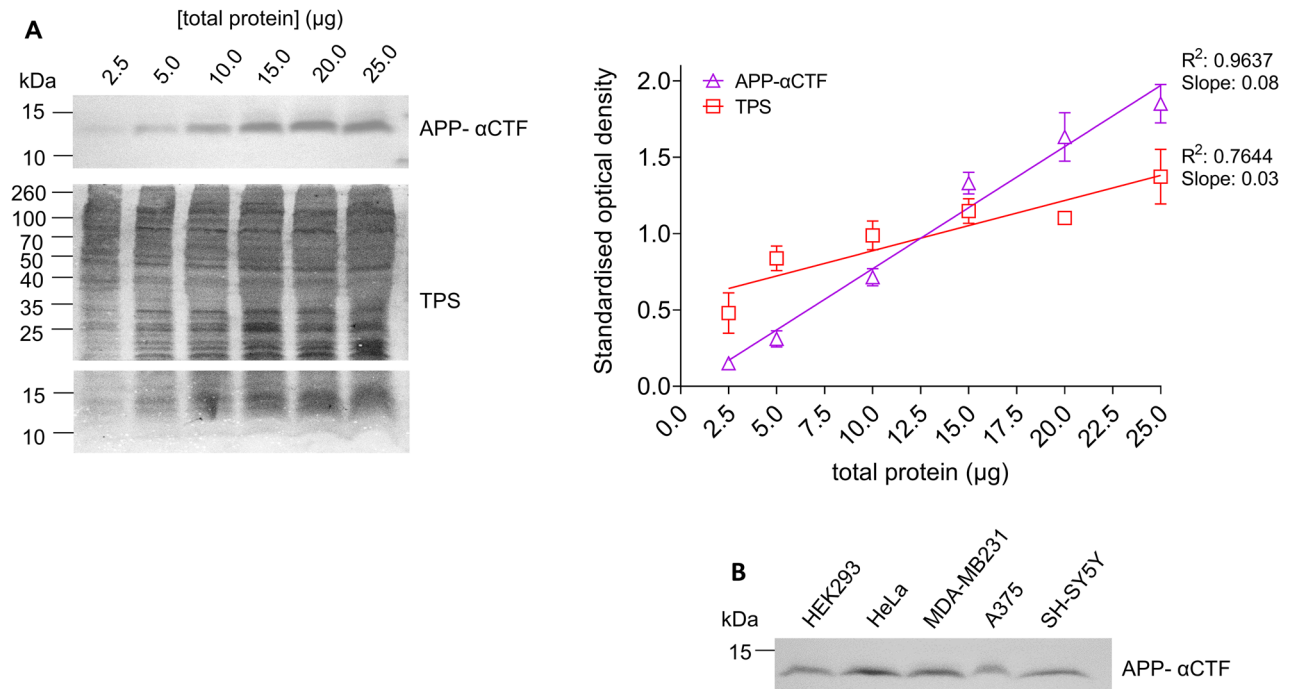 A
[total protein] (μg)
kDa
2.5 5.0 10.0 15.0 20.0 25.0
15
10
APP- αCTF
260
100
70
50
40
35
25
TPS
15
10
Standardised optical density
2.0
1.5
1.0
0.5
0.0
APP-αCTF
TPS
R²: 0.9637
Slope: 0.08
R²: 0.7644
Slope: 0.03
0.0 2.5 5.0 7.5 10.0 12.5 15.0 17.5 20.0 22.5 25.0
total protein (μg)
B
HEK293 HeLa MDA-MB231 A375 SH-SY5Y
kDa
15
APP- αCTF